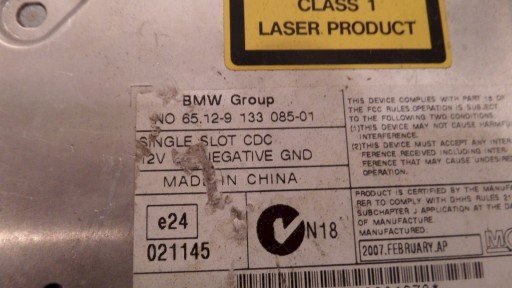 CLASS 1
LASER PRODUCT
BMW Group
NO 65.12-9 133 085-01
SINGLE SLOT CDC
12V NEGATIVE GND
MADE IN CHINA
e24
021145
N18
THIS DEVICE COMPLIES WITH PART 15 OF
THE FCC RULES.OPERATION IS SUBJECT
TO THE FOLLOWING TWO CONDITIONS
(1)THIS DEVICE MAY NOT CAUSE HARMFU
INTERFERENCE.
(2)THIS DEVICE MUST ACCEPT ANY INTER
FERENCE RECEIVED INCLUDING INTER
FERENCE THAT MAY CAUSE UNDESIRE
OPERATION.
PRODUCT IS CERTIFIED BY THE MANUFA
RER TO COMPLY WITH DHHS RULES 21
SUBCHAPTER J APPLICATION AT THE DA
OF MANUFACTURE
MANUFACTURED:
2007.FEBRUARY.AP